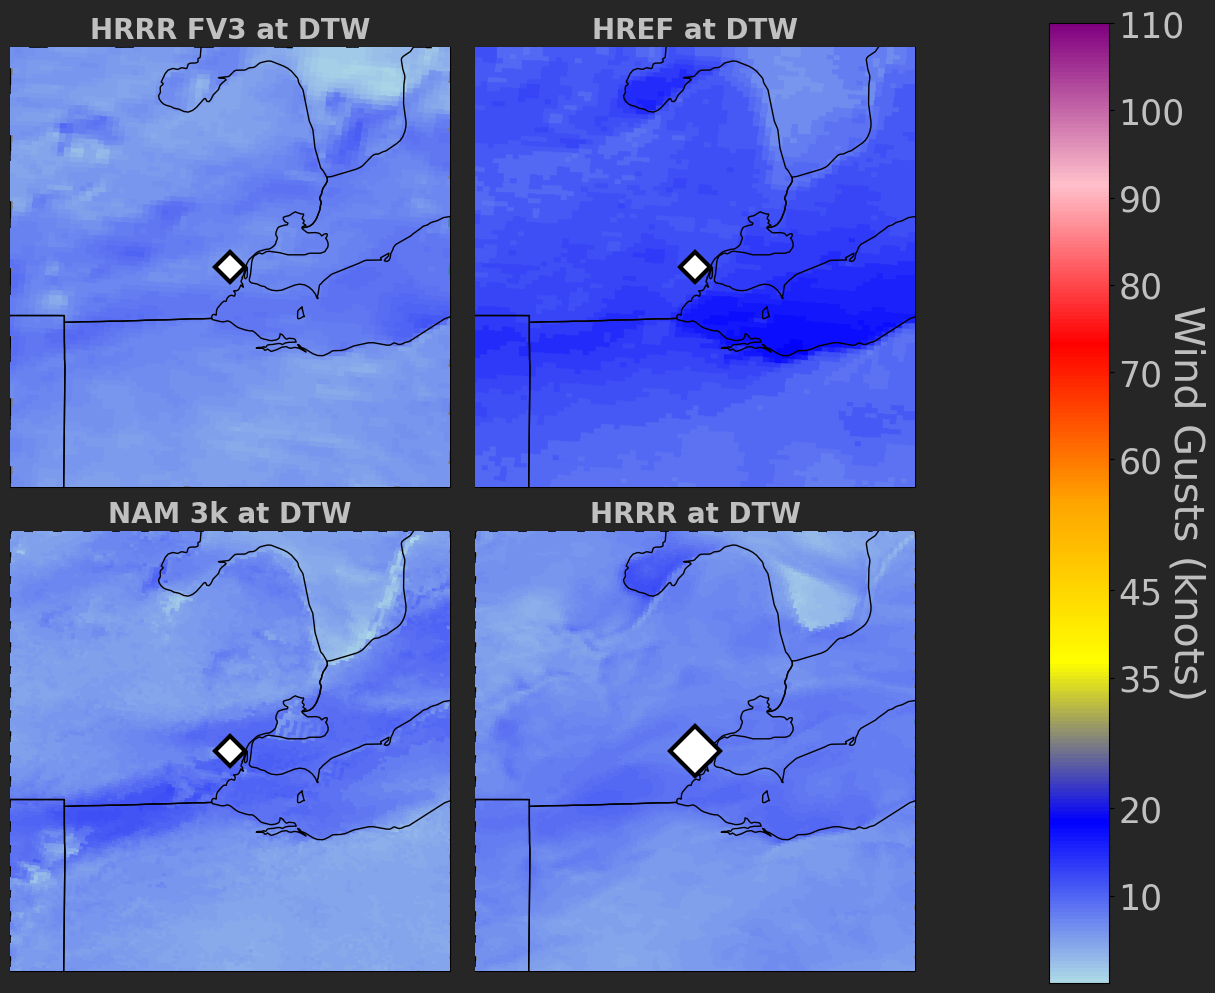 HRRR FV3 at DTW
HREF at DTW
NAM 3k at DTW
HRRR at DTW
110
100
90
80
70
60
45
35
20
10
Wind Gusts (knots)